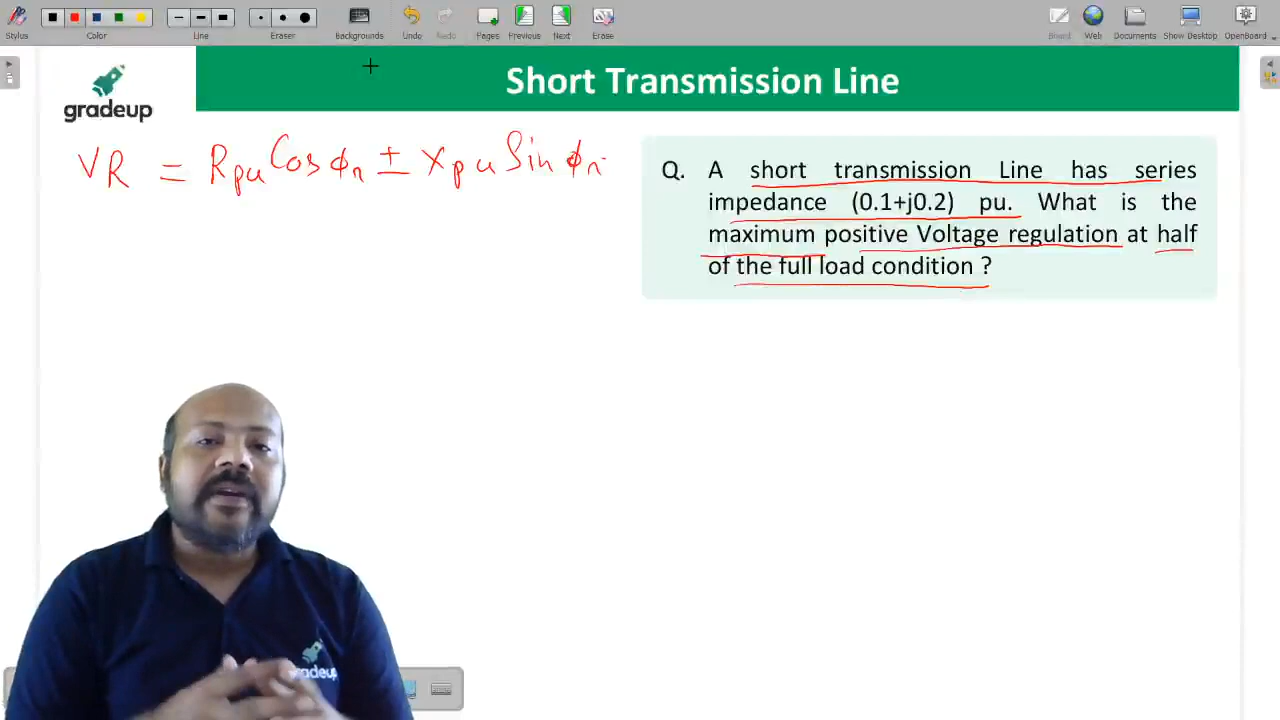 Stylus
Color
Line
Eraser
Backgrounds
Undo
Redo
Pages
Previous
Next
Erase
Board
Web
Documents
Show Desktop
OpenBoard
gradeup
Short Transmission Line
VR = Rpu Cos ϕr ± Xpu Sin ϕr
Q. A short transmission Line has series
impedance (0.1+j0.2) pu. What is the
maximum positive Voltage regulation at half
of the full load condition ?
gradeup